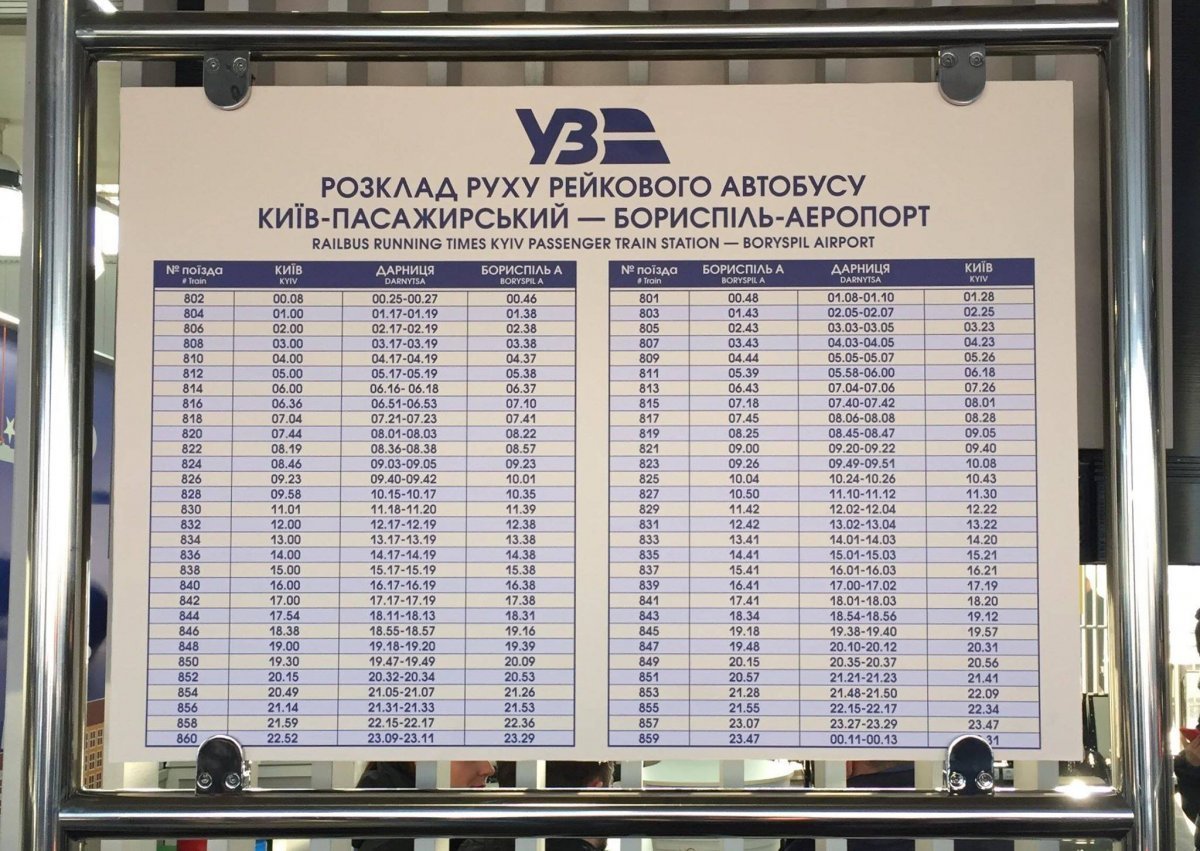 УЗ
РОЗКЛАД РУХУ РЕЙКОВОГО АВТОБУСУ
КИЇВ-ПАСАЖИРСЬКИЙ — БОРИСПІЛЬ-АЕРОПОРТ
RAILBUS RUNNING TIMES KYIV PASSENGER TRAIN STATION — BORYSPIL AIRPORT
№ поїзда КИЇВ ДАРНИЦЯ БОРИСПІЛЬ А
# Train KYIV DARNYTSA BORYSPIL A
802 00.08 00.25-00.27 00.46
804 01.00 01.17-01.19 01.38
806 02.00 02.17-02.19 02.38
808 03.00 03.17-03.19 03.38
810 04.00 04.17-04.19 04.37
812 05.00 05.17-05.19 05.38
814 06.00 06.16- 06.18 06.37
816 06.36 06.51-06.53 07.10
818 07.04 07.21-07.23 07.41
820 07.44 08.01-08.03 08.22
822 08.19 08.36-08.38 08.57
824 08.46 09.03-09.05 09.23
826 09.23 09.40-09.42 10.01
828 09.58 10.15-10.17 10.35
830 11.01 11.18-11.20 11.39
832 12.00 12.17-12.19 12.38
834 13.00 13.17-13.19 13.38
836 14.00 14.17-14.19 14.38
838 15.00 15.17-15.19 15.38
840 16.00 16.17-16.19 16.38
842 17.00 17.17-17.19 17.38
844 17.54 18.11-18.13 18.31
846 18.38 18.55-18.57 19.16
848 19.00 19.18-19.20 19.39
850 19.30 19.47-19.49 20.09
852 20.15 20.32-20.34 20.53
854 20.49 21.05-21.07 21.26
856 21.14 21.31-21.33 21.53
858 21.59 22.15-22.17 22.36
860 22.52 23.09-23.11 23.29
№ поїзда БОРИСПІЛЬ А ДАРНИЦЯ КИЇВ
# Train BORYSPIL A DARNYTSA KYIV
801 00.48 01.08-01.10 01.28
803 01.43 02.05-02.07 02.25
805 02.43 03.03-03.05 03.23
807 03.43 04.03-04.05 04.23
809 04.44 05.05-05.07 05.26
811 05.39 05.58-06.00 06.18
813 06.43 07.04-07.06 07.26
815 07.18 07.40-07.42 08.01
817 07.45 08.06-08.08 08.28
819 08.25 08.45-08.47 09.05
821 09.00 09.20-09.22 09.40
823 09.26 09.49-09.51 10.08
825 10.04 10.24-10.26 10.43
827 10.50 11.10-11.12 11.30
829 11.42 12.02-12.04 12.22
831 12.42 13.02-13.04 13.22
833 13.41 14.01-14.03 14.20
835 14.41 15.01-15.03 15.21
837 15.41 16.01-16.03 16.21
839 16.41 17.00-17.02 17.19
841 17.41 18.01-18.03 18.20
843 18.34 18.54-18.56 19.12
845 19.18 19.38-19.40 19.57
847 19.48 20.10-20.12 20.31
849 20.15 20.35-20.37 20.56
851 20.57 21.21-21.23 21.41
853 21.28 21.48-21.50 22.09
855 21.55 22.15-22.17 22.34
857 23.07 23.27-23.29 23.47
859 23.47 00.11-00.13